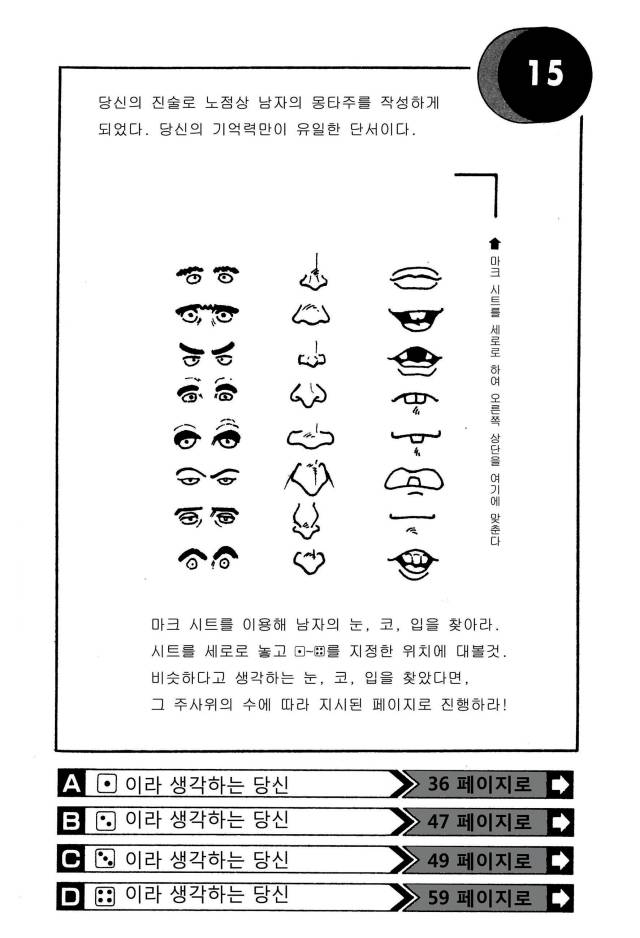 15
당신의 진술로 노점상 남자의 몽타주를 작성하게
되었다. 당신의 기억력만이 유일한 단서이다.
마크 시트를 세로로 하여 오른쪽 상단을 여기에 맞춘다
마크 시트를 이용해 남자의 눈, 코, 입을 찾아라.
시트를 세로로 놓고 ⚀~⚃를 지정한 위치에 대볼것.
비슷하다고 생각하는 눈, 코, 입을 찾았다면,
그 주사위의 수에 따라 지시된 페이지로 진행하라!
A ⚀ 이라 생각하는 당신 36 페이지로
B ⚁ 이라 생각하는 당신 47 페이지로
C ⚂ 이라 생각하는 당신 49 페이지로
D ⚃ 이라 생각하는 당신 59 페이지로